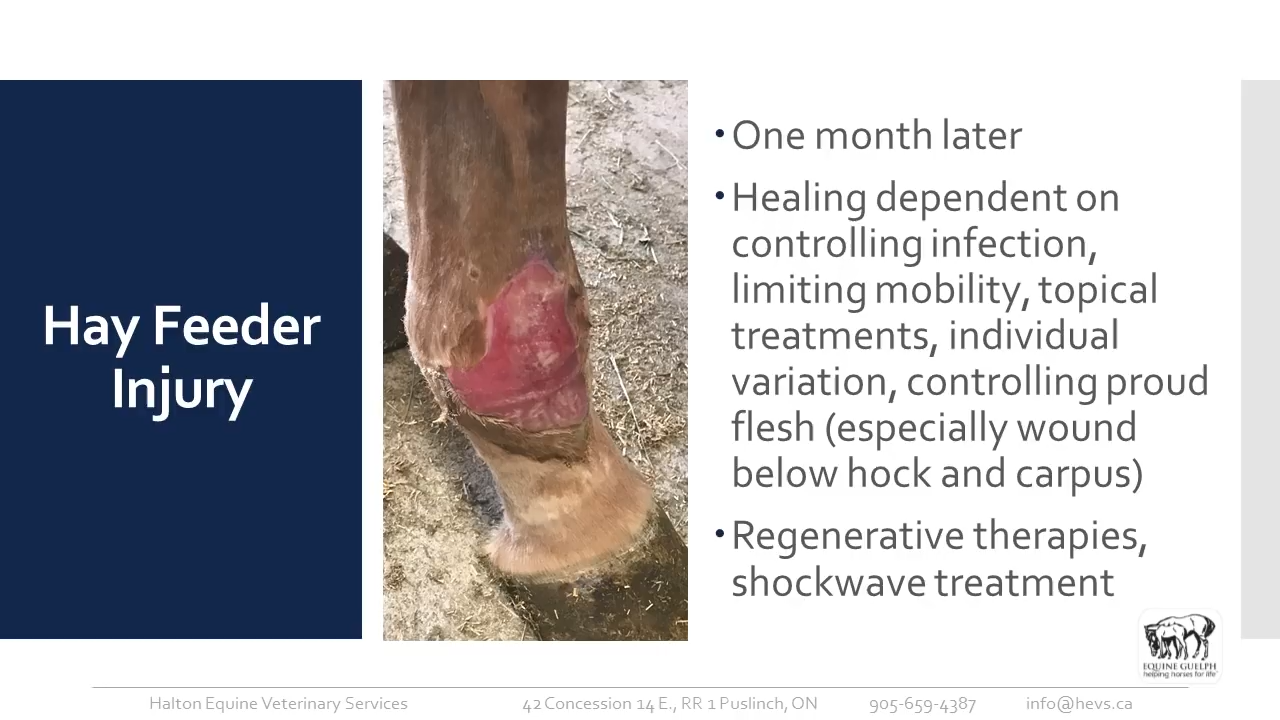 Hay Feeder
Injury
• One month later
• Healing dependent on
controlling infection,
limiting mobility, topical
treatments, individual
variation, controlling proud
flesh (especially wound
below hock and carpus)
• Regenerative therapies,
shockwave treatment
EQUINE GUELPH
helping horses for life
Halton Equine Veterinary Services 42 Concession 14 E., RR 1 Puslinch, ON 905-659-4387 info@hevs.ca